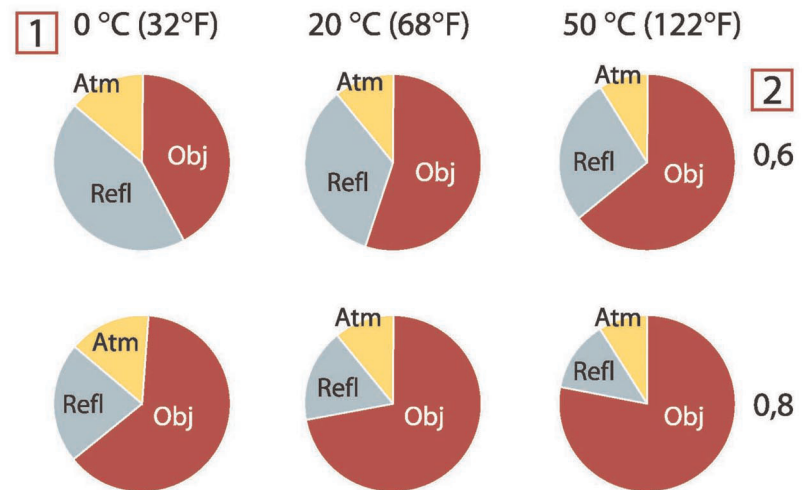 1 0 °C (32°F) 20 °C (68°F) 50 °C (122°F)
2
Atm Obj Refl
Atm Obj Refl
Atm Obj Refl
0,6
Atm Refl Obj
Atm Refl Obj
Atm Refl Obj
0,8